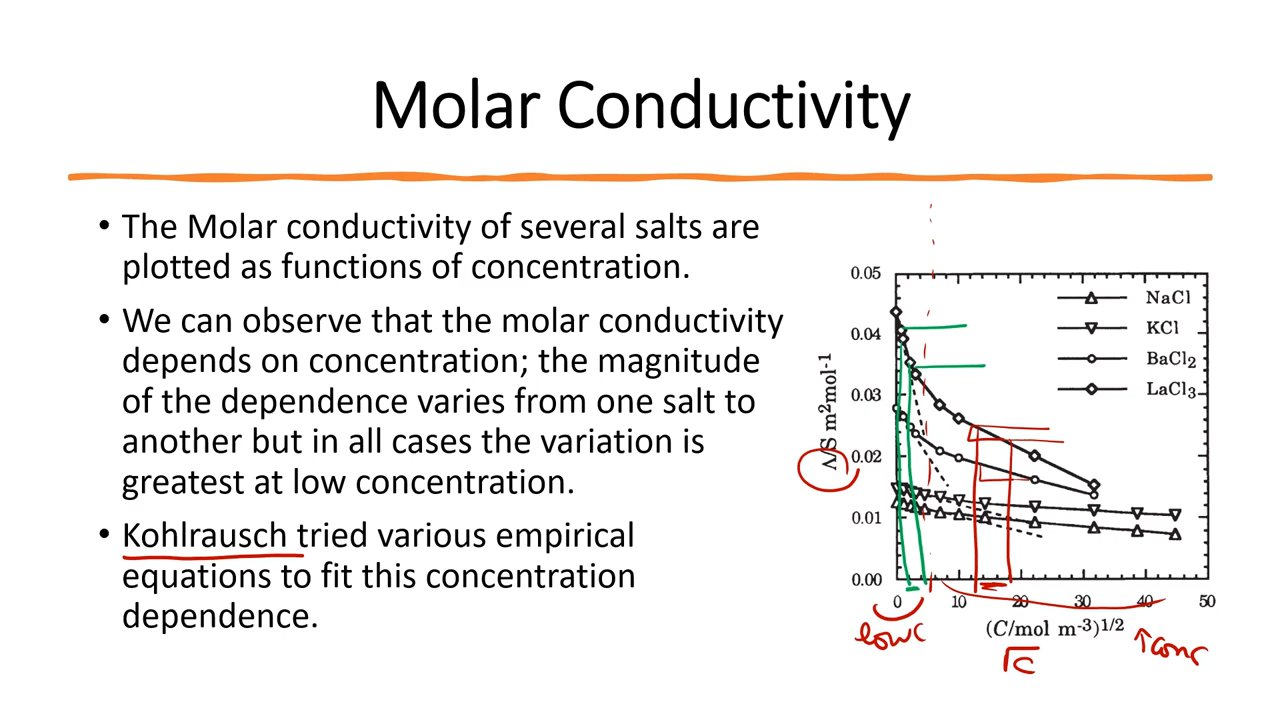 Molar Conductivity
• The Molar conductivity of several salts are
plotted as functions of concentration.
• We can observe that the molar conductivity
depends on concentration; the magnitude
of the dependence varies from one salt to
another but in all cases the variation is
greatest at low concentration.
• Kohlrausch tried various empirical
equations to fit this concentration
dependence.
0.05
0.04
0.03
0.02
0.01
0.00
Λ/S m²mol⁻¹
NaCl
KCl
BaCl₂
LaCl₃
0 10 20 30 40 50
(C/mol m⁻³)¹/²
low C
√C
↑conc